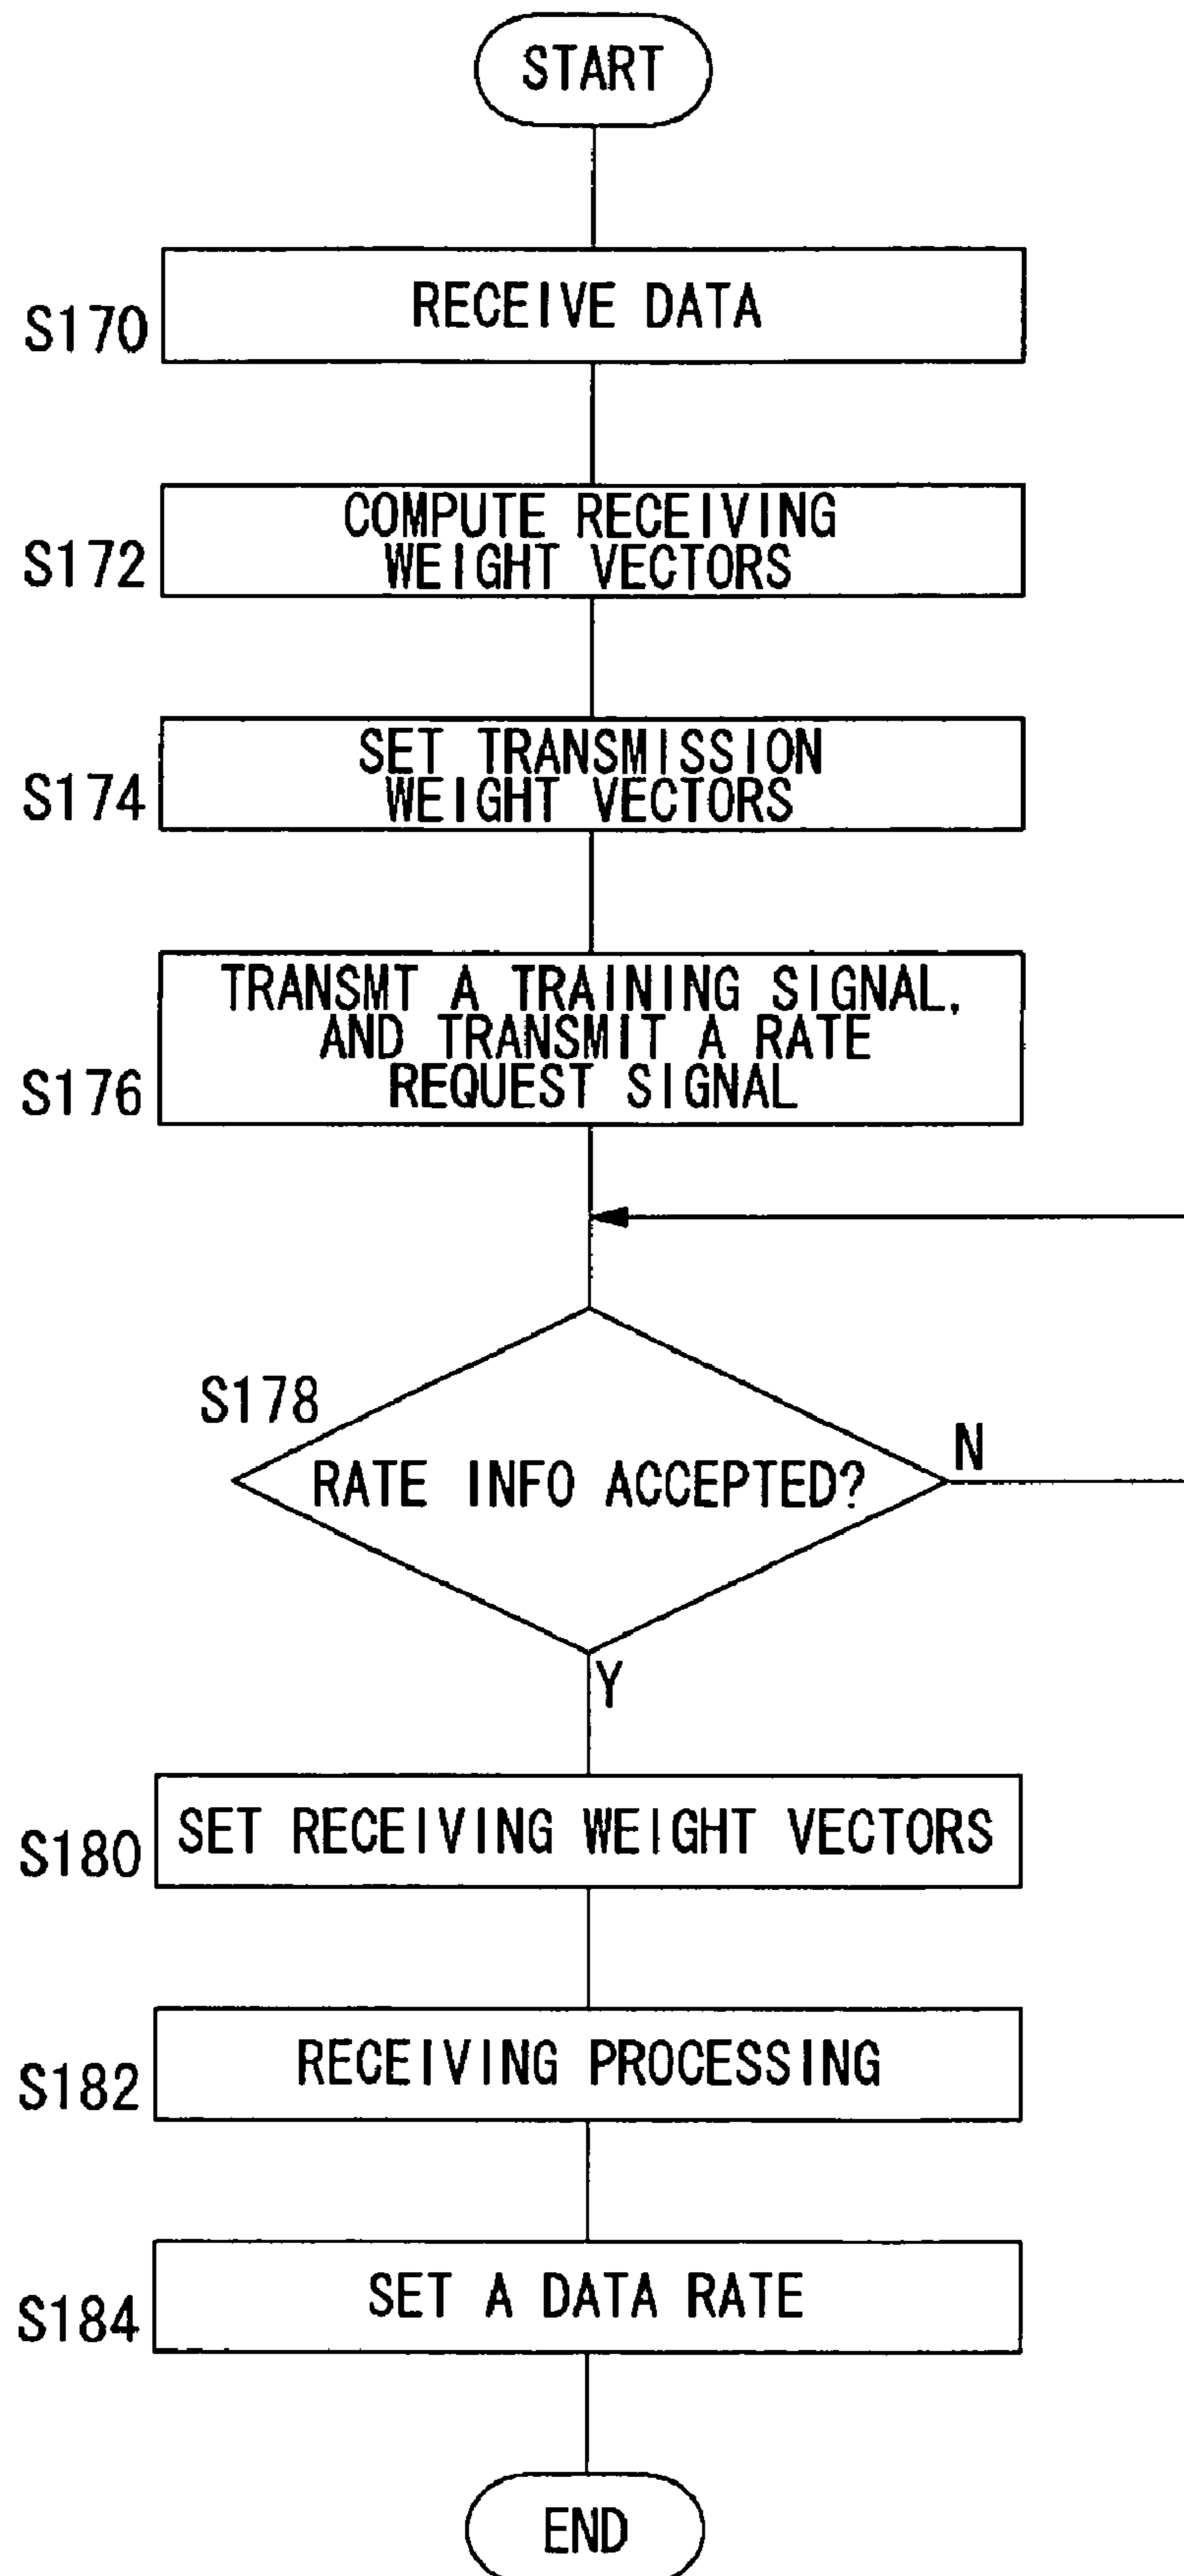 START
S170
RECEIVE DATA
S172
COMPUTE RECEIVING
WEIGHT VECTORS
S174
SET TRANSMISSION
WEIGHT VECTORS
S176
TRANSMT A TRAINING SIGNAL,
AND TRANSMIT A RATE
REQUEST SIGNAL
S178
RATE INFO ACCEPTED?
N
Y
S180
SET RECEIVING WEIGHT VECTORS
S182
RECEIVING PROCESSING
S184
SET A DATA RATE
END